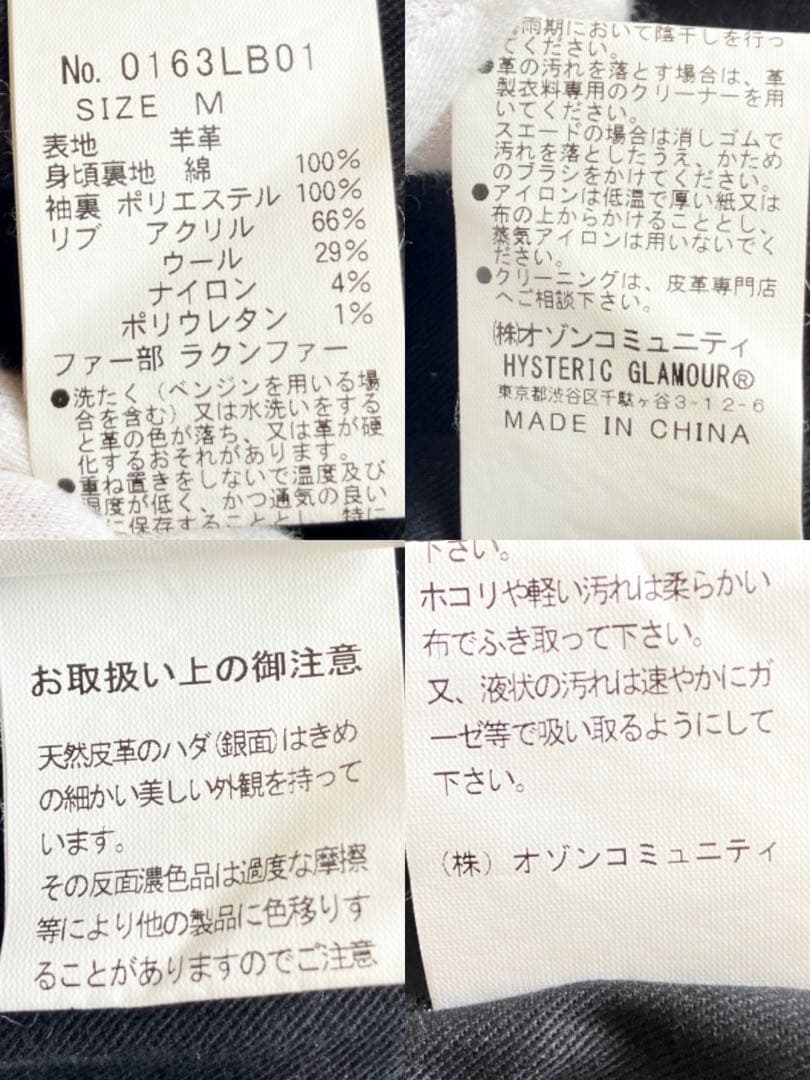 No. 0163LB01
SIZE M
表地 羊革
身頃裏地 綿 100%
袖裏 ポリエステル 100%
リブ アクリル 66%
ウール 29%
ナイロン 4%
ポリウレタン 1%
ファー部 ラクンファー
●洗たく（ベンジンを用いる場
合を含む）又は水洗いをする
と革の色が落ち、又は革が硬
化するおそれがあります。
●重ね置きをしないで温度及び
湿度が低く、かつ通気の良い
に保存することとし、特に
雨期において陰干しを行っ
てください。
●革の汚れを落とす場合は、革
製衣料専用のクリーナーを用
いてください。
スエードの場合は消しゴムで
汚れを落としたうえ、かため
のブラシをかけてください。
●アイロンは低温で厚い紙又は
布の上からかけることとし、
蒸気アイロンは用いないでく
ださい。
●クリーニングは、皮革専門店
へご相談下さい。
㈱オゾンコミュニティ
HYSTERIC GLAMOUR®
東京都渋谷区千駄ヶ谷3-12-6
MADE IN CHINA
お取扱い上の御注意
天然皮革のハダ(銀面)はきめ
の細かい美しい外観を持って
います。
その反面濃色品は過度な摩擦
等により他の製品に色移りす
ることがありますのでご注意
下さい。
ホコリや軽い汚れは柔らかい
布でふき取って下さい。
又、液状の汚れは速やかにガ
ーゼ等で吸い取るようにして
下さい。
（株）オゾンコミュニティ